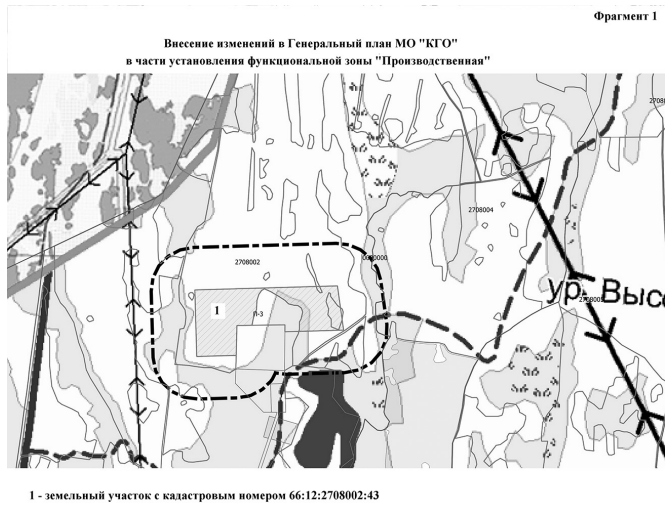 Фрагмент 1
Внесение изменений в Генеральный план МО "КГО"
в части установления функциональной зоны "Производственная"
2708004
2708002
1
П-3
ур. Высо
1 - земельный участок с кадастровым номером 66:12:2708002:43